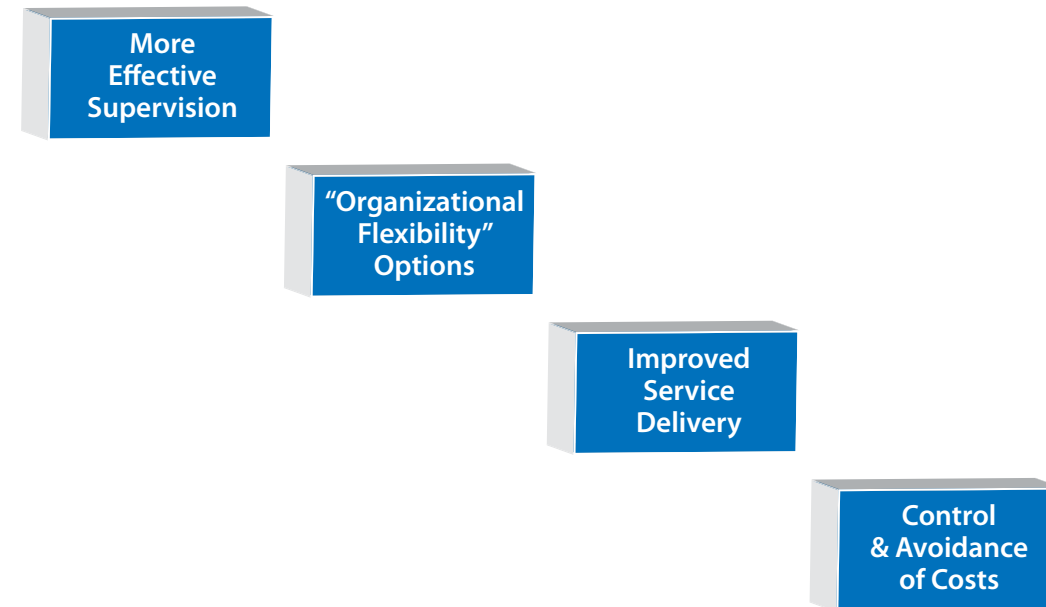 More
Effective
Supervision
“Organizational
Flexibility”
Options
Improved
Service
Delivery
Control
& Avoidance
of Costs